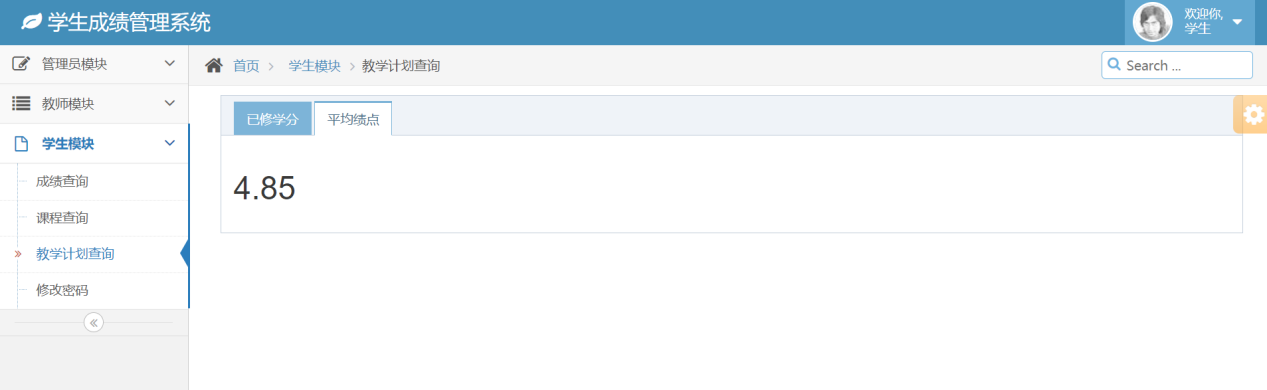 学生成绩管理系统
欢迎你,
学生
管理员模块
教师模块
学生模块
成绩查询
课程查询
教学计划查询
修改密码
首页
学生模块
教学计划查询
Search ...
已修学分
平均绩点
4.85